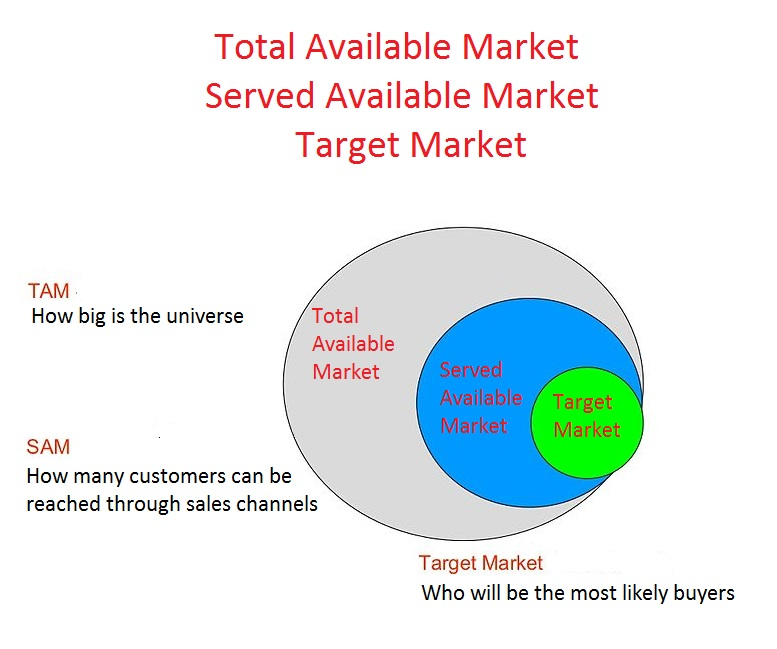 Total Available Market
Served Available Market
Target Market
TAM
How big is the universe
Total
Available
Market
Served
Available
Market
Target
Market
SAM
How many customers can be
reached through sales channels
Target Market
Who will be the most likely buyers